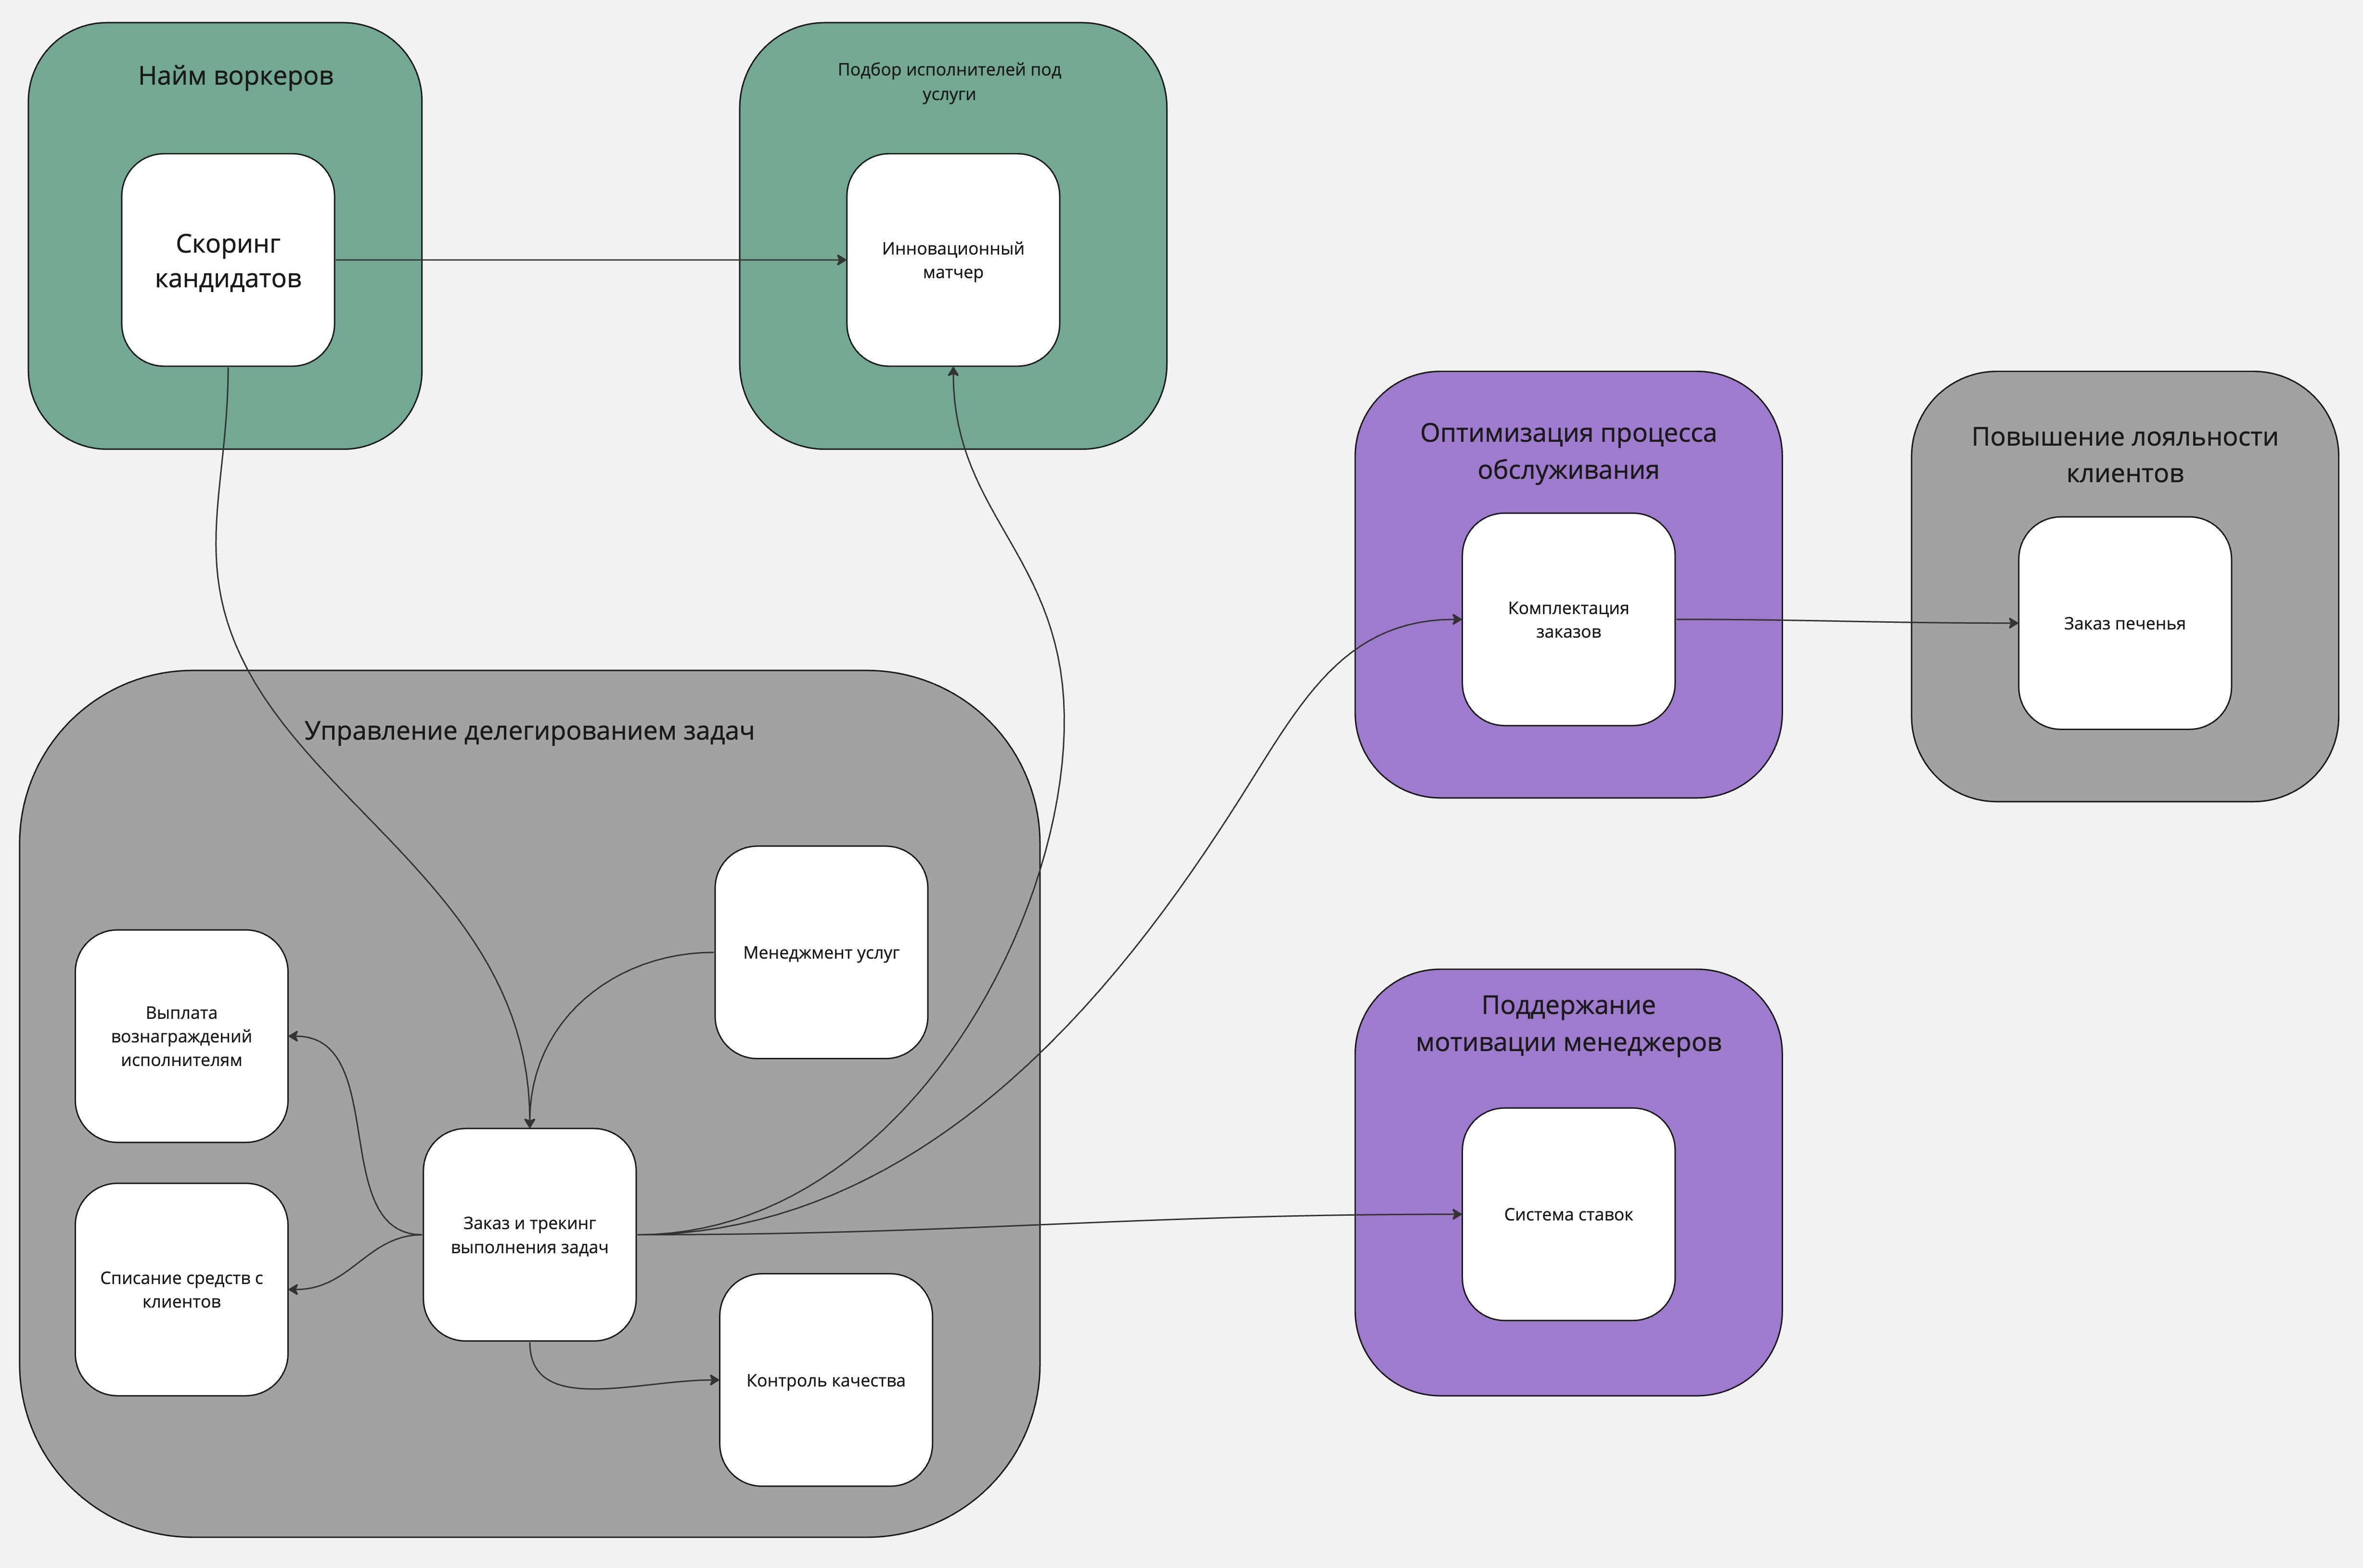 Найм воркеров
Скоринг
кандидатов
Подбор исполнителей под
услуги
Инновационный
матчер
Оптимизация процесса
обслуживания
Комплектация
заказов
Повышение лояльности
клиентов
Заказ печенья
Управление делегированием задач
Менеджмент услуг
Выплата
вознаграждений
исполнителям
Заказ и трекинг
выполнения задач
Списание средств с
клиентов
Контроль качества
Поддержание
мотивации менеджеров
Система ставок